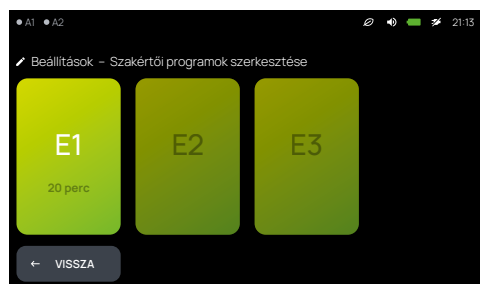 A1 A2 21:13
Beállítások – Szakértői programok szerkesztése
E1 E2 E3
20 perc
← VISSZA